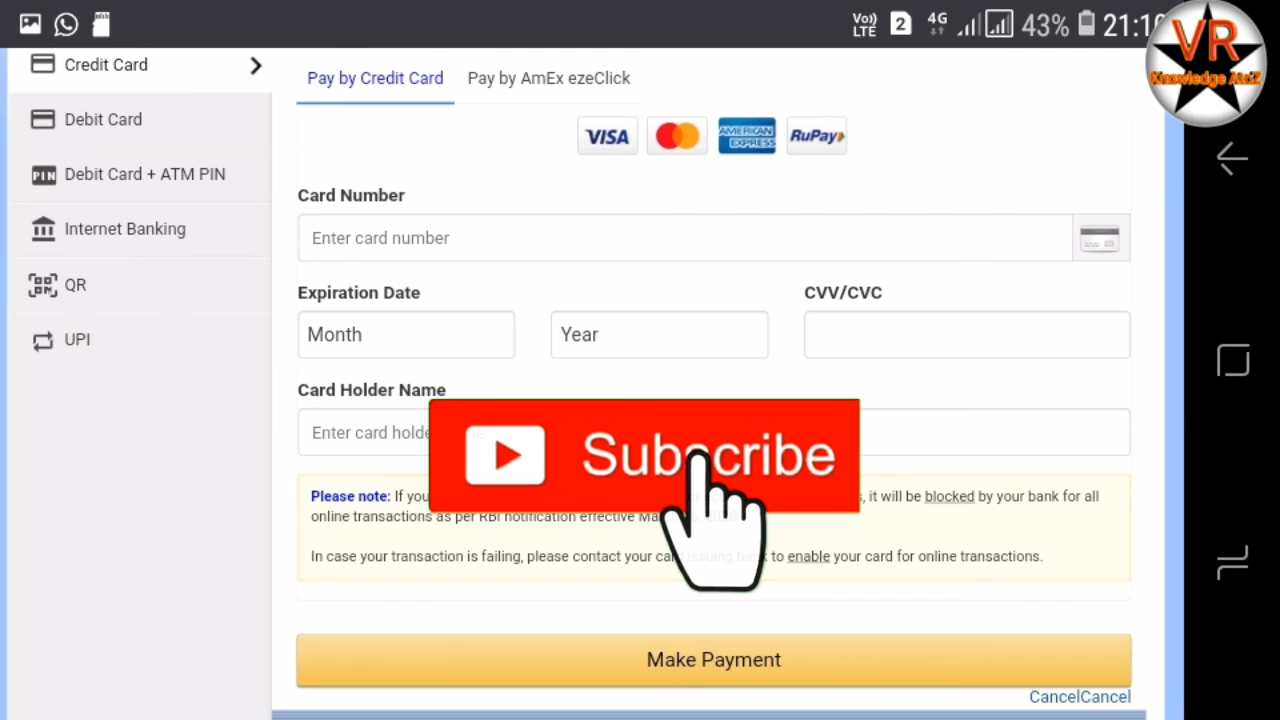 Vo))
LTE
2
4G
43%
21:1
VR
Knowledge AtoZ
Credit Card
Debit Card
PIN
Debit Card + ATM PIN
Internet Banking
QR
UPI
Pay by Credit Card
Pay by AmEx ezeClick
VISA
AMERICAN
EXPRESS
RuPay
Card Number
Enter card number
Expiration Date
CVV/CVC
Month
Year
Card Holder Name
Enter card holde
Subscribe
Please note: If you , it will be blocked by your bank for all
online transactions as per RBI notification effective
In case your transaction is failing, please contact your card issuing bank to enable your card for online transactions.
Make Payment
CancelCancel